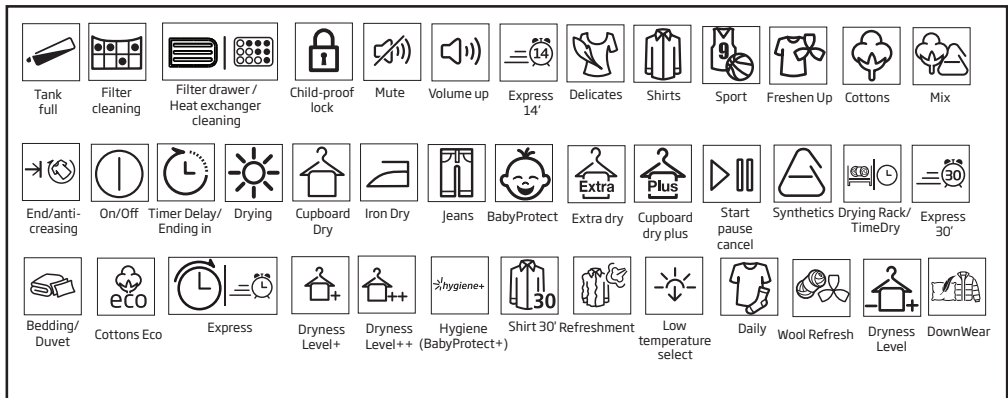 14
9
Tank full
Filter cleaning
Filter drawer / Heat exchanger cleaning
Child-proof lock
Mute
Volume up
Express 14'
Delicates
Shirts
Sport
Freshen Up
Cottons
Mix
Extra
Plus
30
End/anti-creasing
On/Off
Timer Delay/ Ending in
Drying
Cupboard Dry
Iron Dry
Jeans
BabyProtect
Extra dry
Cupboard dry plus
Start pause cancel
Synthetics
Drying Rack/ TimeDry
Express 30'
eco
+
++
hygiene+
30
- +
Bedding/ Duvet
Cottons Eco
Express
Dryness Level+
Dryness Level++
Hygiene (BabyProtect+)
Shirt 30'
Refreshment
Low temperature select
Daily
Wool Refresh
Dryness Level
DownWear